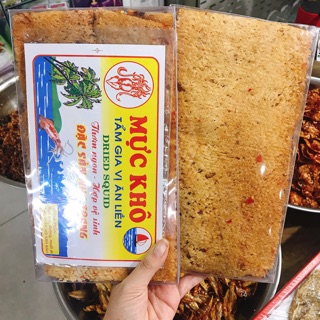 MỰC KHÔ
TẨM GIA VỊ ĂN LIỀN
DRIED SQUID
Thơm ngon - Hợp vệ sinh
ĐẶC SẢN